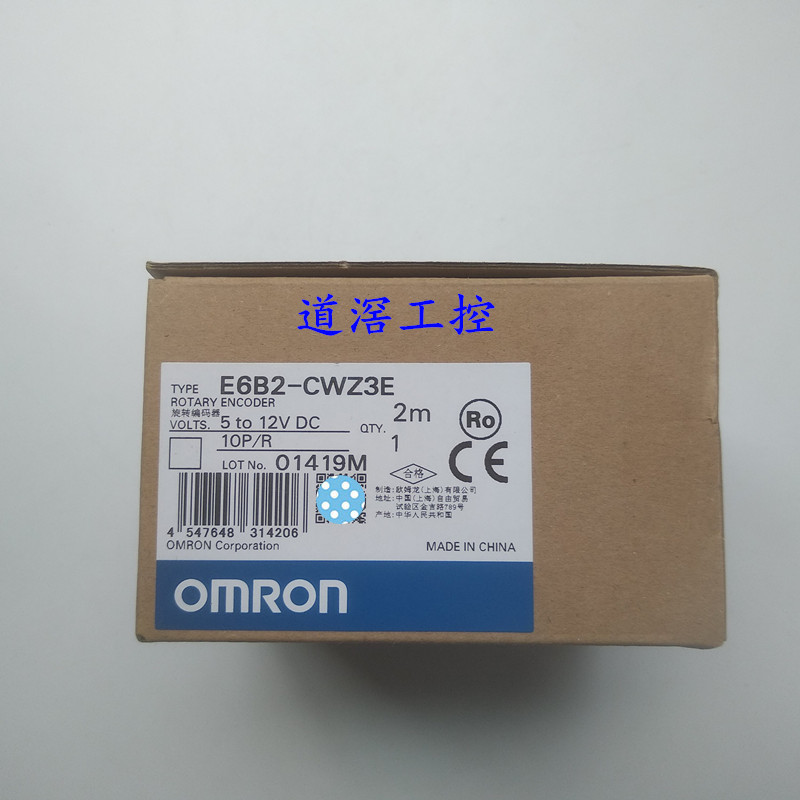 道滘工控
TYPE E6B2-CWZ3E
ROTARY ENCODER
旋转编码器
VOLTS. 5 to 12V DC 2m
10P/R QTY. 1
LOT No. 01419M
Ro
CE
合格
制造: 欧姆龙(上海)有限公司
地址: 中国(上海)自由贸易
试验区金吉路789号
产地: 中华人民共和国
4 547648 314206
OMRON Corporation
MADE IN CHINA
OMRON